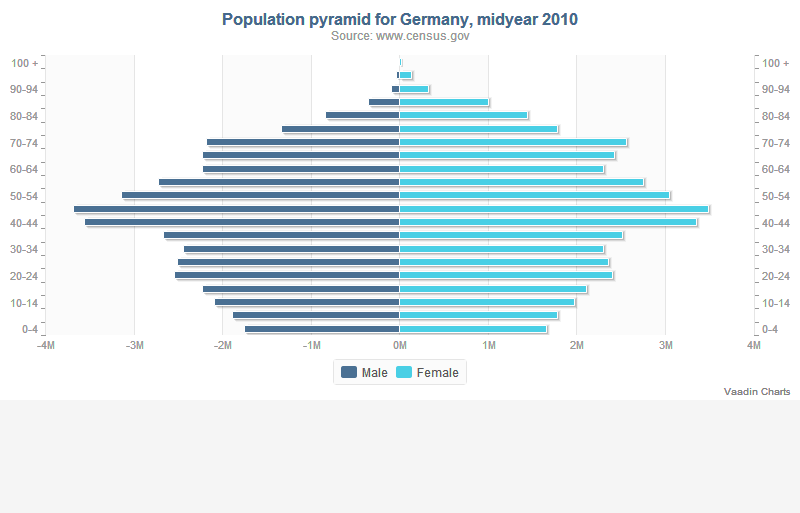 Population pyramid for Germany, midyear 2010
Source: www.census.gov
100 + 100 +
90-94 90-94
80-84 80-84
70-74 70-74
60-64 60-64
50-54 50-54
40-44 40-44
30-34 30-34
20-24 20-24
10-14 10-14
0-4 0-4
-4M -3M -2M -1M 0M 1M 2M 3M 4M
Male Female
Vaadin Charts